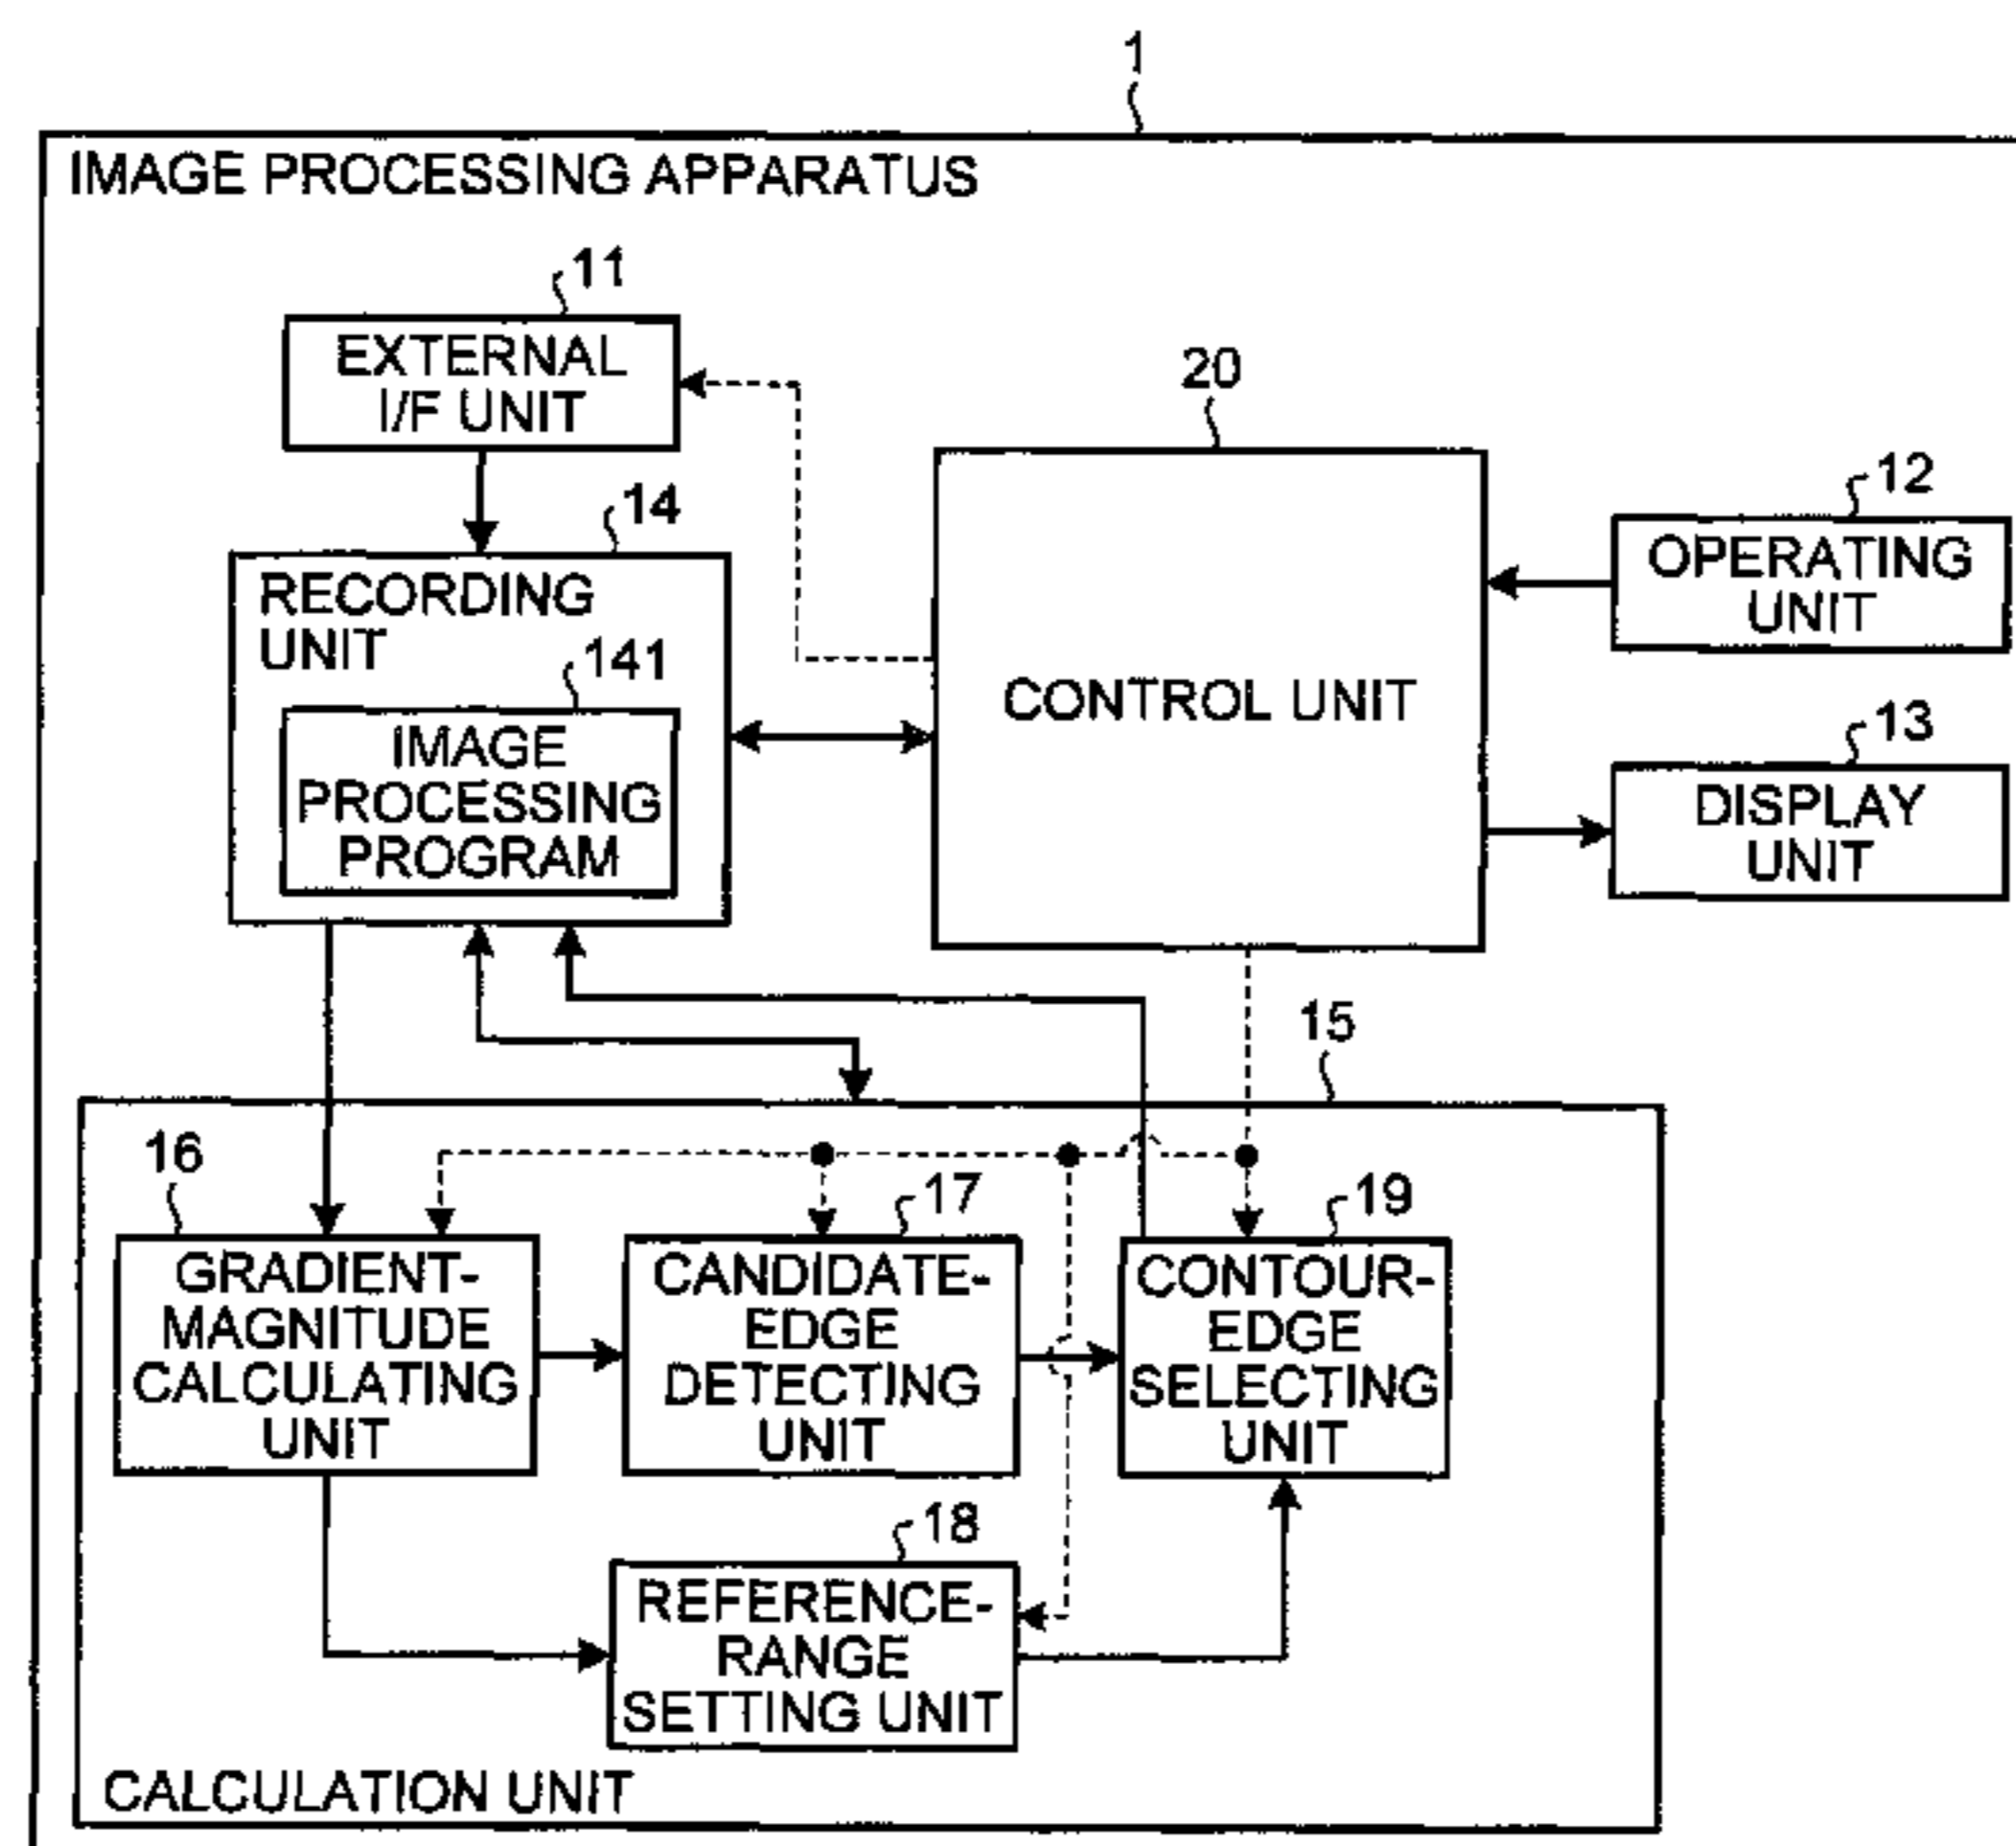 1
IMAGE PROCESSING APPARATUS
11
EXTERNAL
I/F UNIT
20
12
OPERATING
UNIT
14
RECORDING
UNIT
141
IMAGE
PROCESSING
PROGRAM
CONTROL UNIT
13
DISPLAY
UNIT
15
16
GRADIENT-
MAGNITUDE
CALCULATING
UNIT
17
CANDIDATE-
EDGE
DETECTING
UNIT
19
CONTOUR-
EDGE
SELECTING
UNIT
18
REFERENCE-
RANGE
SETTING UNIT
CALCULATION UNIT